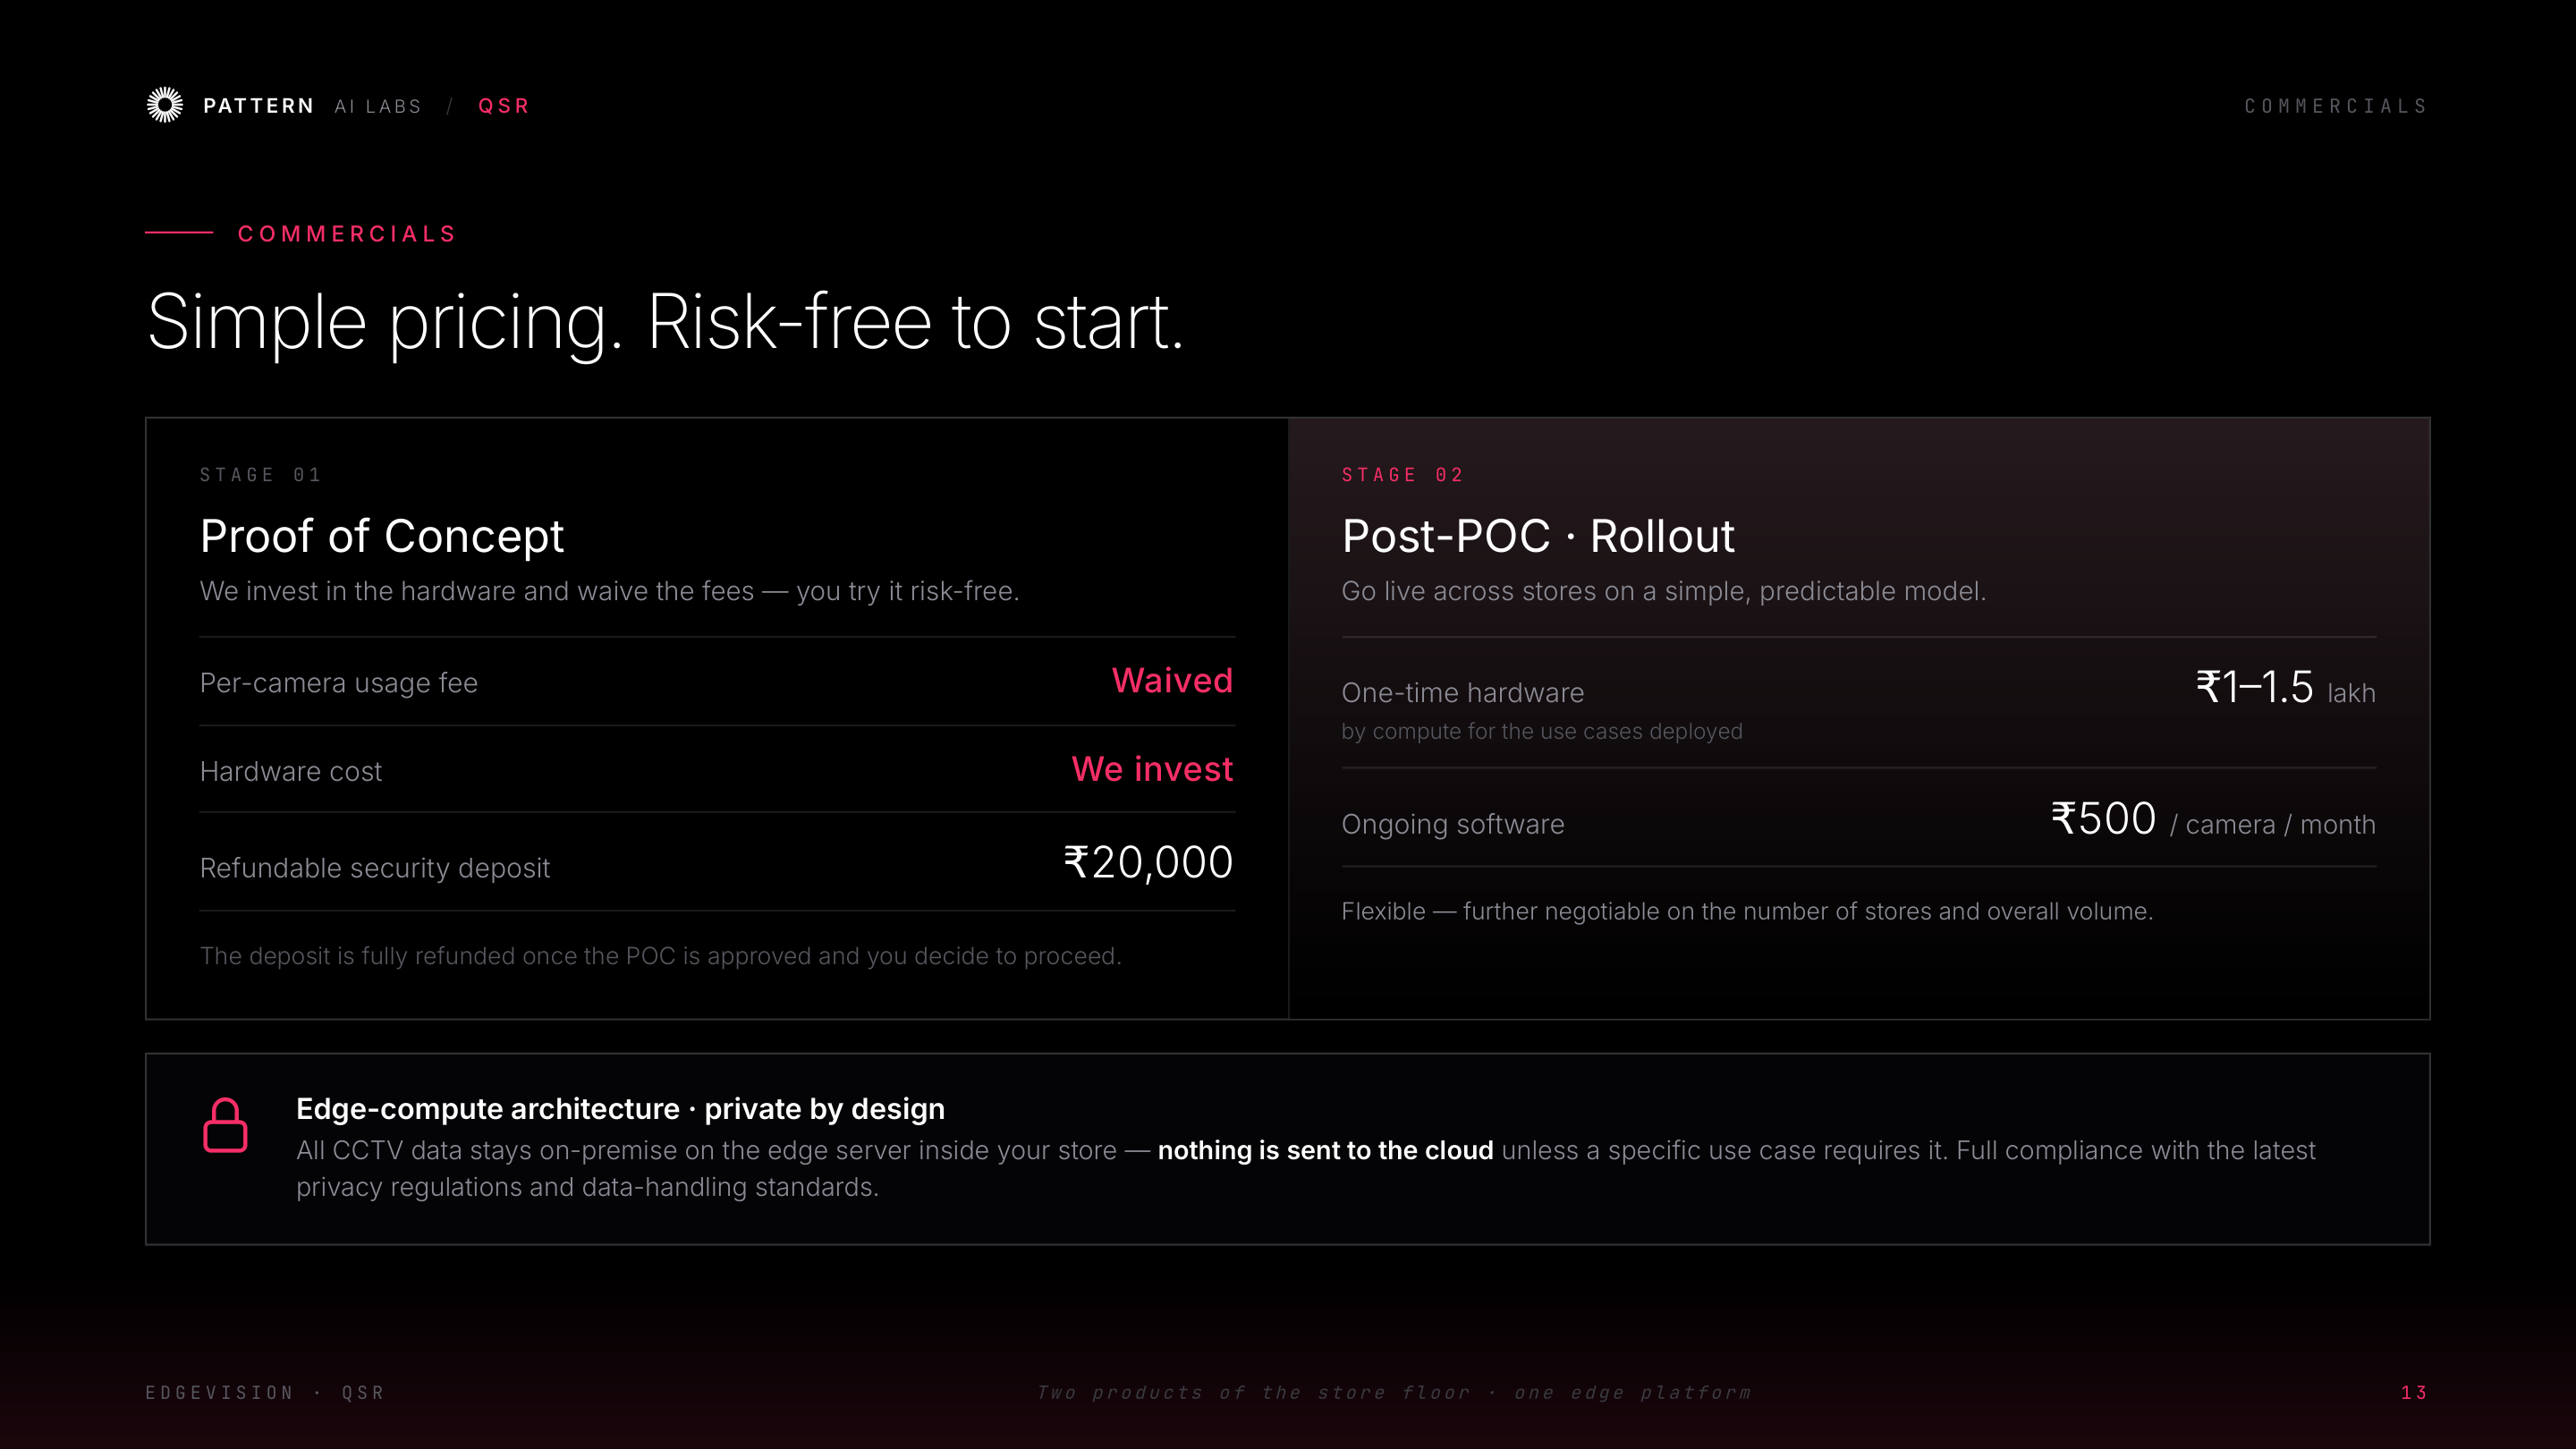 PATTERN AI LABS / QSR
COMMERCIALS
COMMERCIALS
Simple pricing. Risk-free to start.
STAGE 01
Proof of Concept
We invest in the hardware and waive the fees — you try it risk-free.
Per-camera usage fee
Waived
Hardware cost
We invest
Refundable security deposit
₹20,000
The deposit is fully refunded once the POC is approved and you decide to proceed.
STAGE 02
Post-POC · Rollout
Go live across stores on a simple, predictable model.
One-time hardware
₹1–1.5 lakh
by compute for the use cases deployed
Ongoing software
₹500 / camera / month
Flexible — further negotiable on the number of stores and overall volume.
Edge-compute architecture · private by design
All CCTV data stays on-premise on the edge server inside your store — nothing is sent to the cloud unless a specific use case requires it. Full compliance with the latest
privacy regulations and data-handling standards.
EDGEVISION · QSR
Two products of the store floor · one edge platform
13